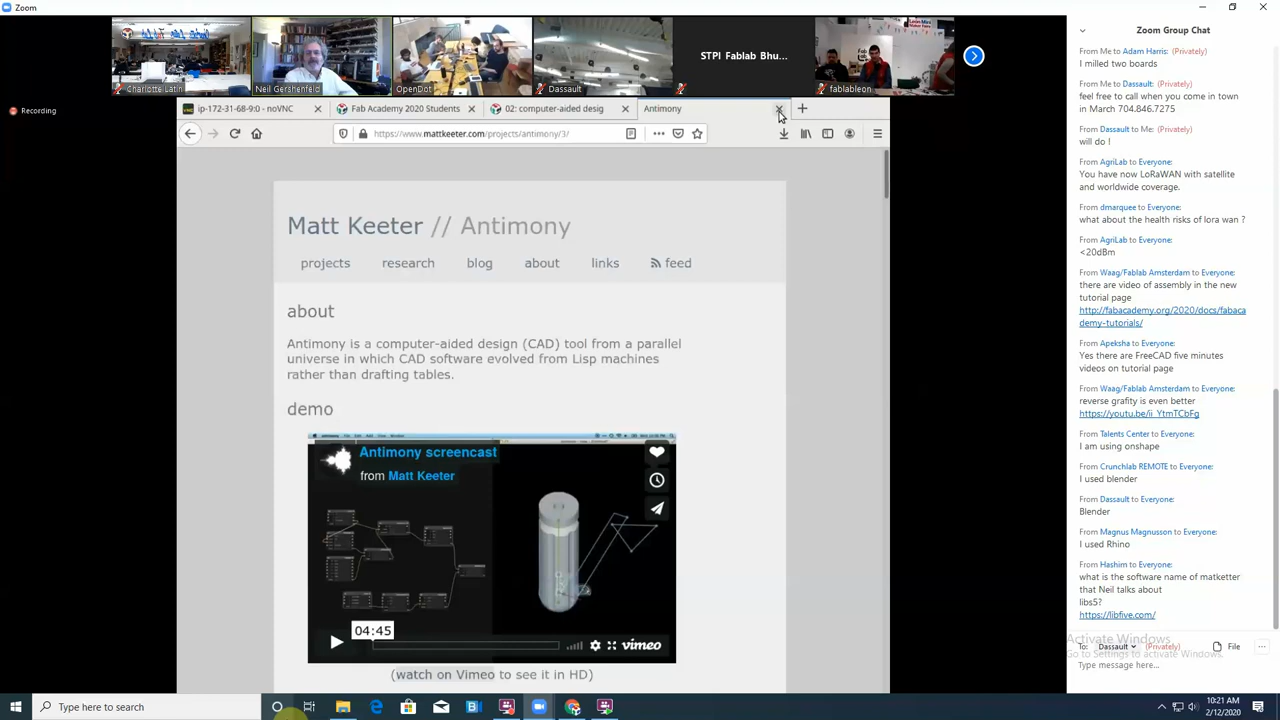 Zoom
Charlotte Latin
Neil Gershenfeld
OpenDot
Dassault
STPI Fablab Bhu...
fablableon
Recording
ip-172-31-68-9:0 - noVNC
Fab Academy 2020 Students
02: computer-aided desig
Antimony
https://www.mattkeeter.com/projects/antimony/3/
Matt Keeter // Antimony
projects research blog about links feed
about
Antimony is a computer-aided design (CAD) tool from a parallel
universe in which CAD software evolved from Lisp machines
rather than drafting tables.
demo
Antimony screencast
from Matt Keeter
04:45
vimeo
(watch on Vimeo to see it in HD)
Zoom Group Chat
From Me to Adam Harris: (Privately)
I milled two boards
From Me to Dassault: (Privately)
feel free to call when you come in town
in March 704.846.7275
From Dassault to Me: (Privately)
will do !
From AgriLab to Everyone:
You have now LoRaWAN with satellite
and worldwide coverage.
From dmarquee to Everyone:
what about the health risks of lora wan ?
From AgriLab to Everyone:
<20dBm
From Waag/Fablab Amsterdam to Everyone:
there are video of assembly in the new
tutorial page
http://fabacademy.org/2020/docs/fabaca
demy-tutorials/
From Apeksha to Everyone:
Yes there are FreeCAD five minutes
videos on tutorial page
From Waag/Fablab Amsterdam to Everyone:
reverse grafity is even better
https://youtu.be/ii_YtmTCbFg
From Talents Center to Everyone:
I am using onshape
From Crunchlab REMOTE to Everyone:
I used blender
From Dassault to Everyone:
Blender
From Magnus Magnusson to Everyone:
I used Rhino
From Hashim to Everyone:
what is the software name of matketter
that Neil talks about
libs5?
https://libfive.com/
Activate Windows
Go to Settings to activate Windows.
To: Dassault (Privately) File
Type message here...
Type here to search
10:21 AM
2/12/2020